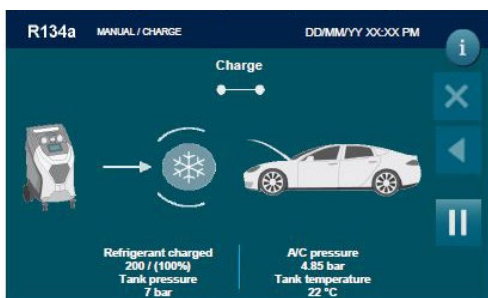 R134a MANUAL / CHARGE DD/MM/YY XX:XX PM
i
Charge
Refrigerant charged
200 / (100%)
Tank pressure
7 bar
A/C pressure
4.85 bar
Tank temperature
22 °C